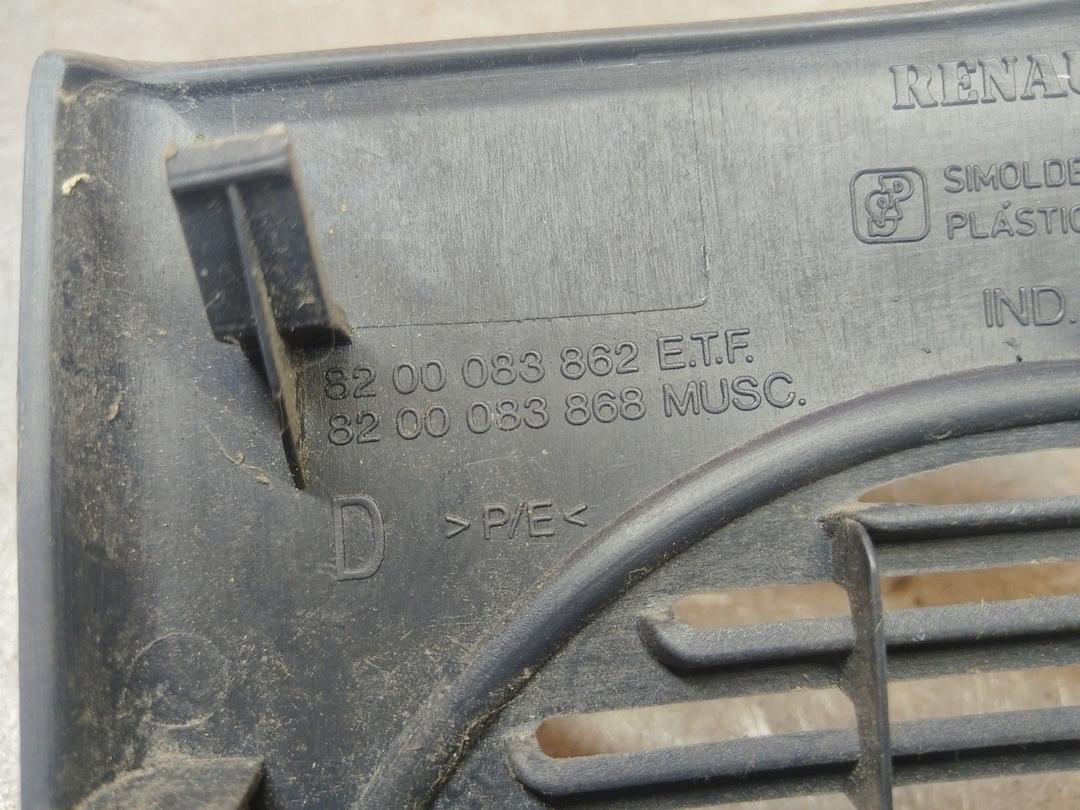 RENAU
SIMOLDE
PLÁSTIC
IND.
82 00 083 862 E.T.F.
82 00 083 868 MUSC.
D >P/E<